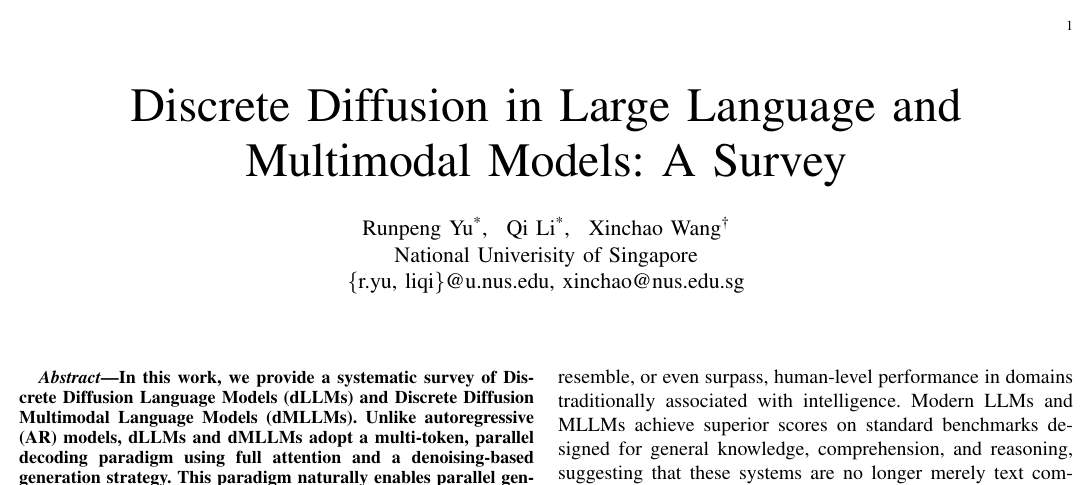 1
Discrete Diffusion in Large Language and
Multimodal Models: A Survey
Runpeng Yu*, Qi Li*, Xinchao Wang†
National Univerisity of Singapore
{r.yu, liqi}@u.nus.edu, xinchao@nus.edu.sg
Abstract—In this work, we provide a systematic survey of Dis-
crete Diffusion Language Models (dLLMs) and Discrete Diffusion
Multimodal Language Models (dMLLMs). Unlike autoregressive
(AR) models, dLLMs and dMLLMs adopt a multi-token, parallel
decoding paradigm using full attention and a denoising-based
generation strategy. This paradigm naturally enables parallel gen-
resemble, or even surpass, human-level performance in domains
traditionally associated with intelligence. Modern LLMs and
MLLMs achieve superior scores on standard benchmarks de-
signed for general knowledge, comprehension, and reasoning,
suggesting that these systems are no longer merely text com-